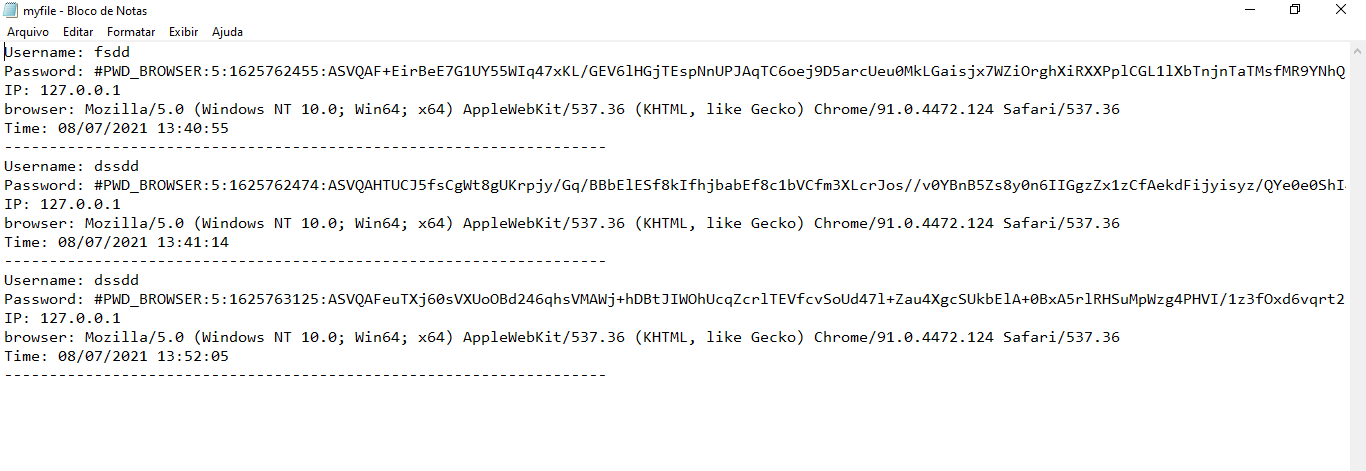 myfile - Bloco de Notas
Arquivo Editar Formatar Exibir Ajuda
Username: fsdd
Password: #PWD_BROWSER:5:1625762455:ASVQAF+EirBeE7G1UY55WIq47xKL/GEV6lHGjTEspNnUPJAqTC6oej9D5arcUeu0MkLGaisjx7WZiOrghXiRXXPplCGL1lXbTnjnTaTMsfMR9YNhQ
IP: 127.0.0.1
browser: Mozilla/5.0 (Windows NT 10.0; Win64; x64) AppleWebKit/537.36 (KHTML, like Gecko) Chrome/91.0.4472.124 Safari/537.36
Time: 08/07/2021 13:40:55
-------------------------------------------------------------------
Username: dssdd
Password: #PWD_BROWSER:5:1625762474:ASVQAHTUCJ5fsCgWt8gUKrpjy/Gq/BBbElESf8kIfhjbabEf8c1bVCfm3XLcrJos//v0YBnB5Zs8y0n6IIGgzZx1zCfAekdFijyisyz/QYe0e0ShI
IP: 127.0.0.1
browser: Mozilla/5.0 (Windows NT 10.0; Win64; x64) AppleWebKit/537.36 (KHTML, like Gecko) Chrome/91.0.4472.124 Safari/537.36
Time: 08/07/2021 13:41:14
-------------------------------------------------------------------
Username: dssdd
Password: #PWD_BROWSER:5:1625763125:ASVQAFeuTXj60sVXUoOBd246qhsVMAWj+hDBtJIWOhUcqZcrlTEVfcvSoUd47l+Zau4XgcSUkbElA+0BxA5rlRHSuMpWzg4PHVI/1z3fOxd6vqrt2
IP: 127.0.0.1
browser: Mozilla/5.0 (Windows NT 10.0; Win64; x64) AppleWebKit/537.36 (KHTML, like Gecko) Chrome/91.0.4472.124 Safari/537.36
Time: 08/07/2021 13:52:05
-------------------------------------------------------------------